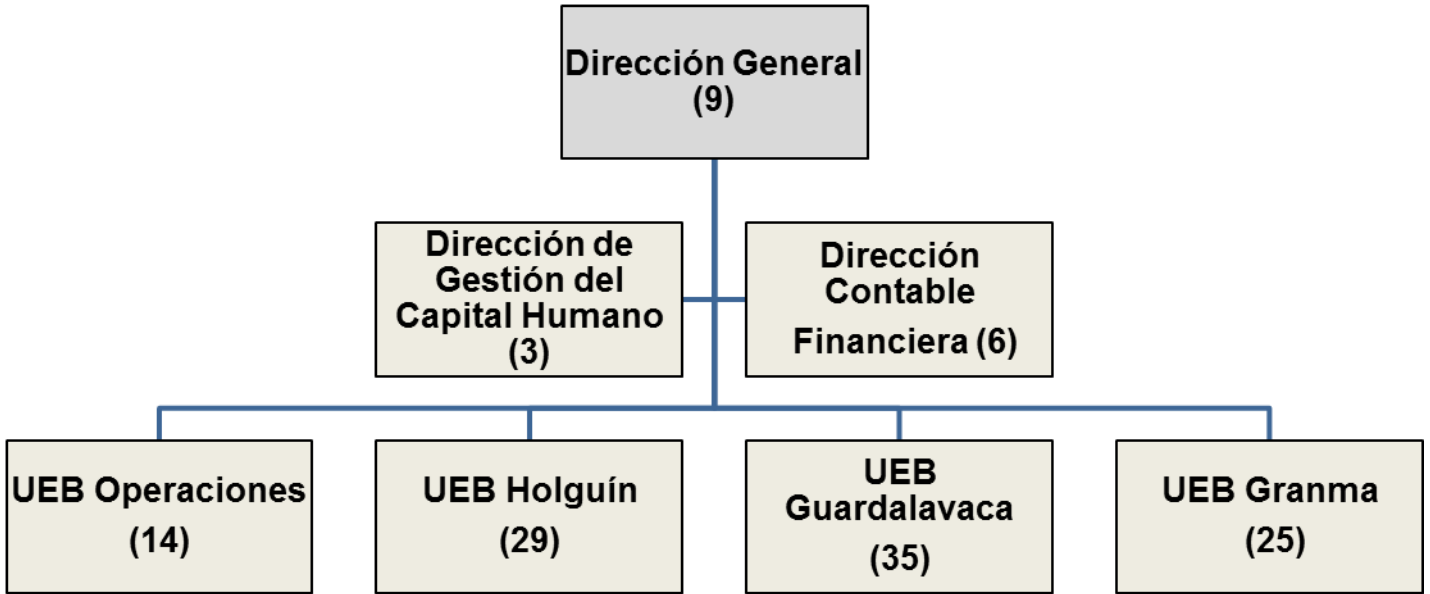 Dirección General
(9)
Dirección de
Gestión del
Capital Humano
(3)
Dirección
Contable
Financiera (6)
UEB Operaciones
(14)
UEB Holguín
(29)
UEB
Guardalavaca
(35)
UEB Granma
(25)